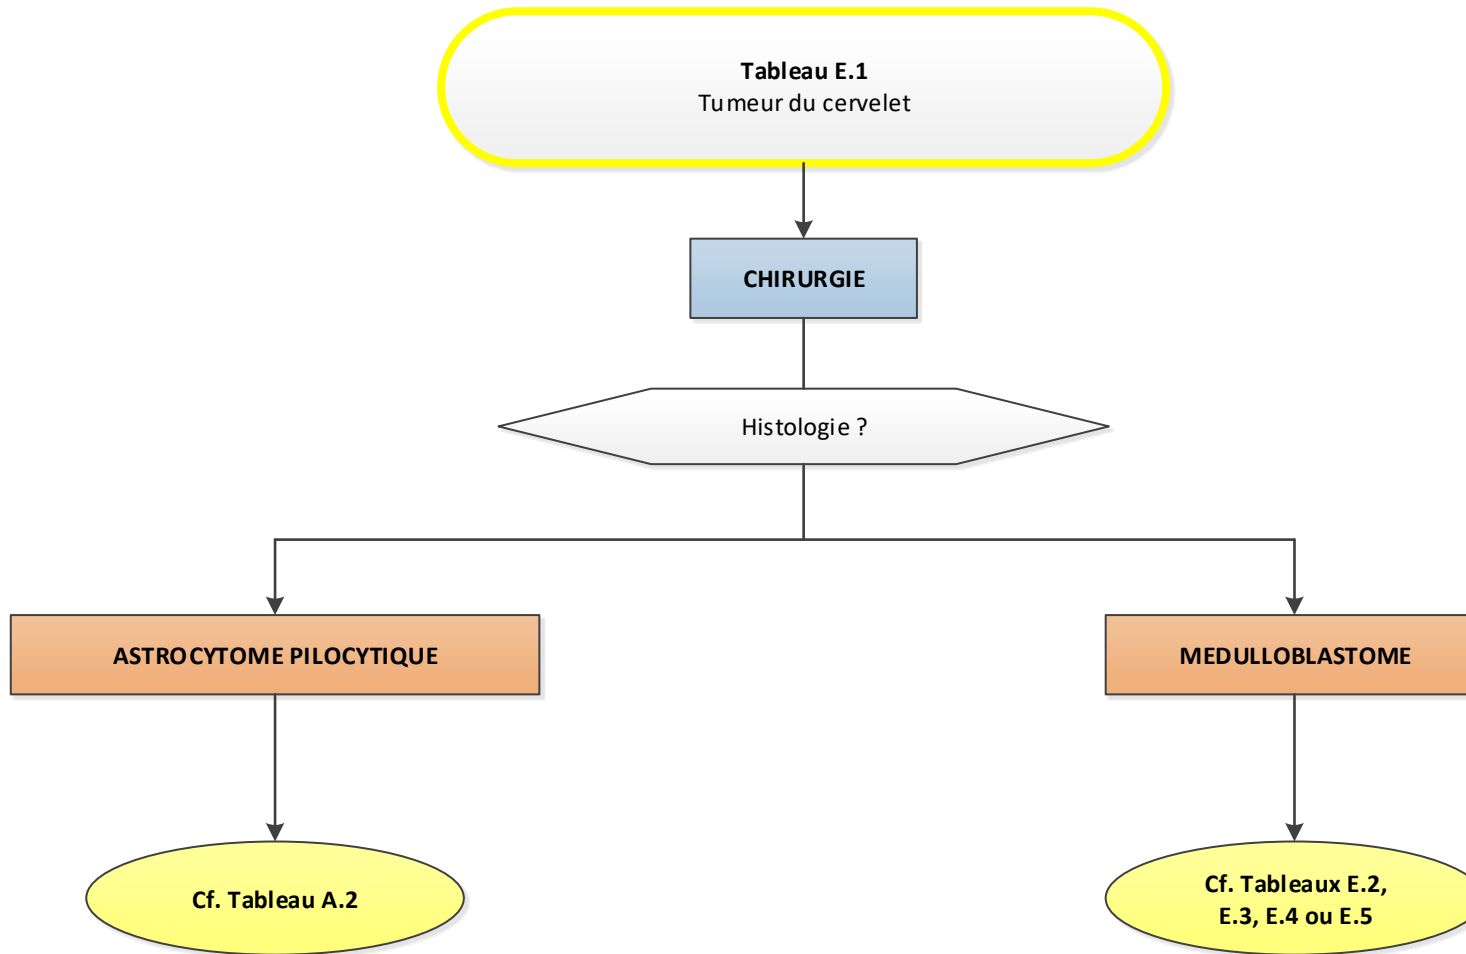 Tableau E.1
Tumeur du cervelet
CHIRURGIE
Histologie ?
ASTROCYTOME PILOCYTIQUE
MEDULLOBLASTOME
Cf. Tableau A.2
Cf. Tableaux E.2,
E.3, E.4 ou E.5